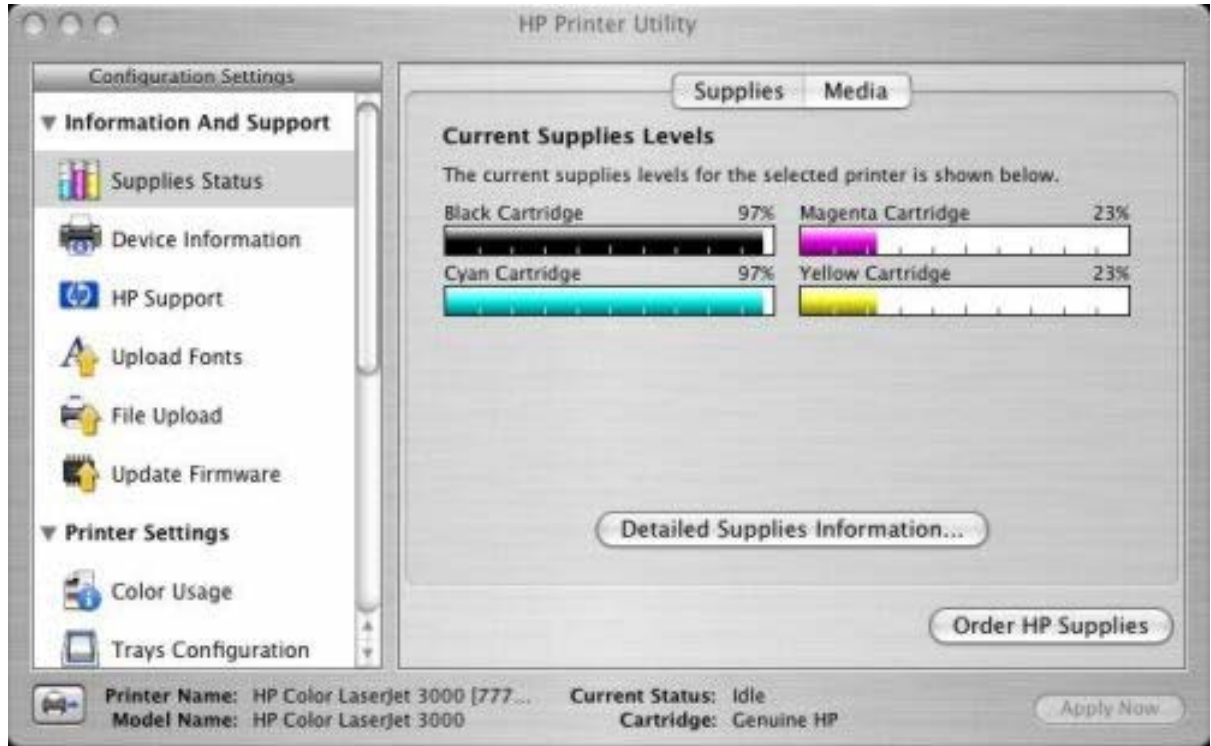 HP Printer Utility
Configuration Settings
Information And Support
Supplies Status
Device Information
HP Support
Upload Fonts
File Upload
Update Firmware
Printer Settings
Color Usage
Trays Configuration
Supplies Media
Current Supplies Levels
The current supplies levels for the selected printer is shown below.
Black Cartridge 97% Magenta Cartridge 23%
Cyan Cartridge 97% Yellow Cartridge 23%
Detailed Supplies Information...
Order HP Supplies
Printer Name: HP Color LaserJet 3000 [777... Current Status: Idle
Model Name: HP Color LaserJet 3000 Cartridge: Genuine HP
Apply Now